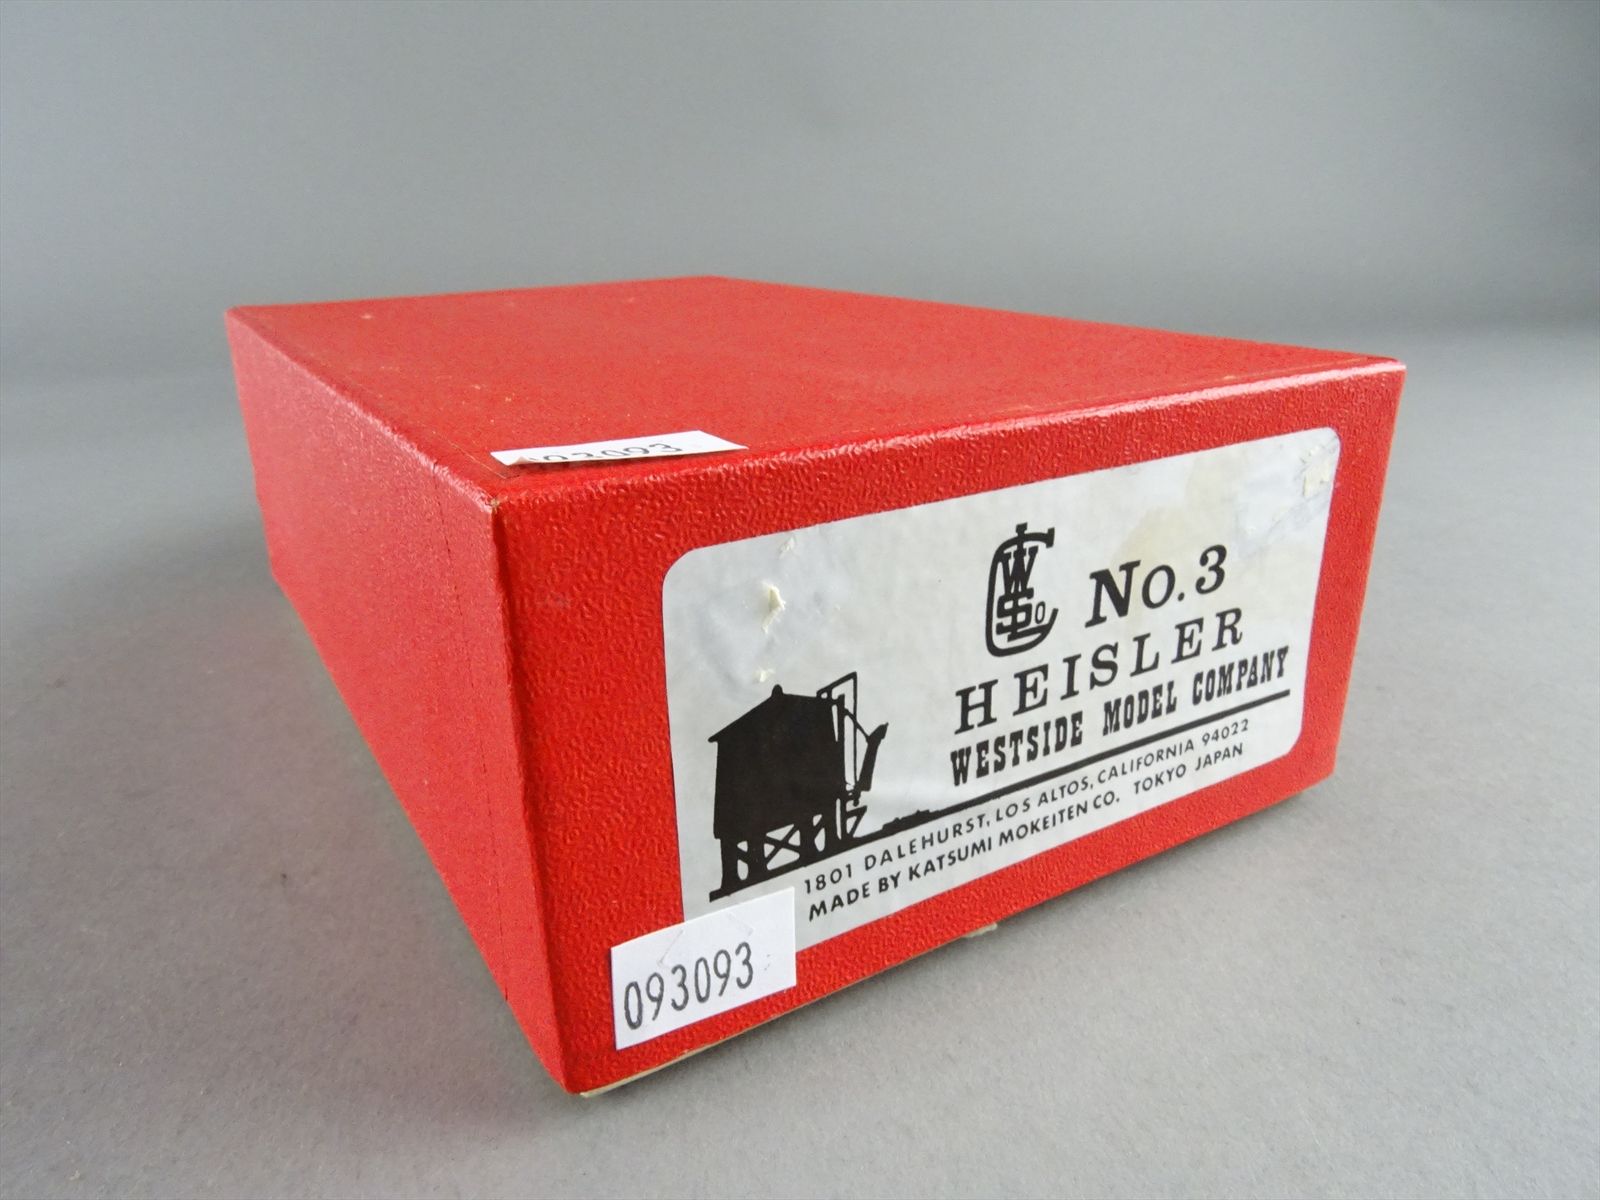 093093
WSLCo
No. 3
HEISLER
WESTSIDE MODEL COMPANY
1801 DALEHURST, LOS ALTOS, CALIFORNIA 94022
MADE BY KATSUMI MOKEITEN CO. TOKYO JAPAN
093093